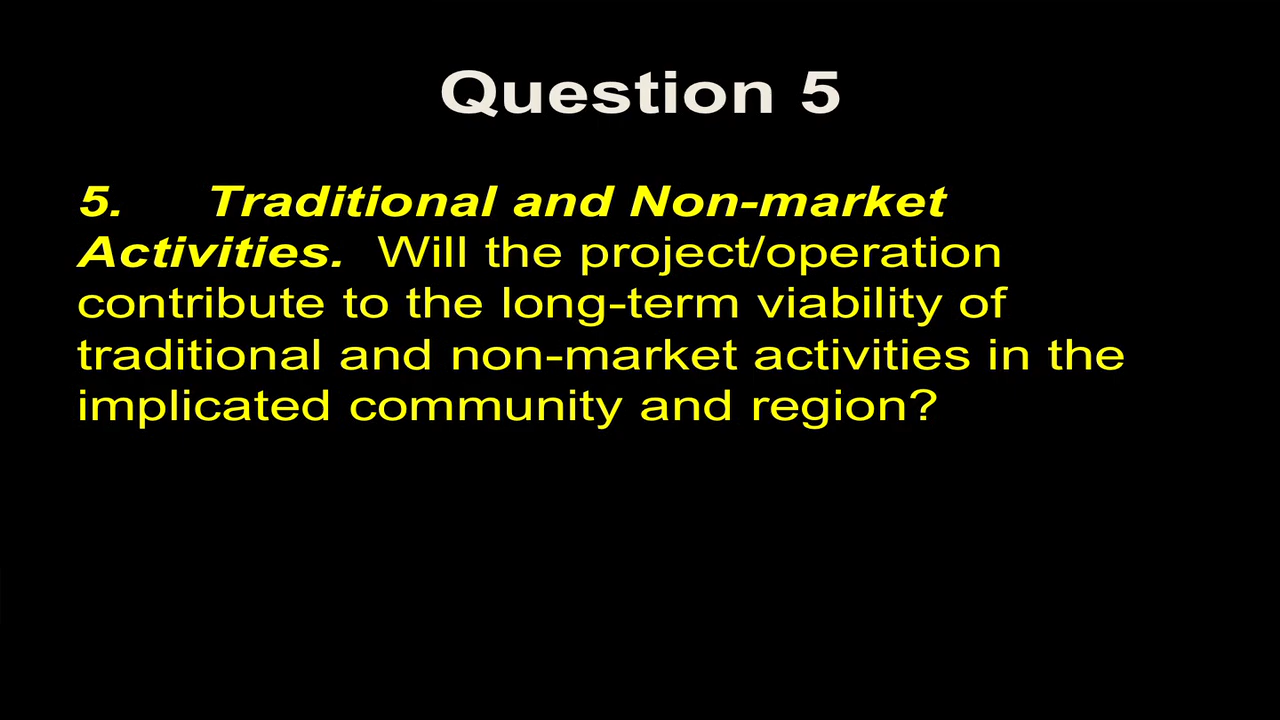 Question 5
5. Traditional and Non-market
Activities. Will the project/operation
contribute to the long-term viability of
traditional and non-market activities in the
implicated community and region?